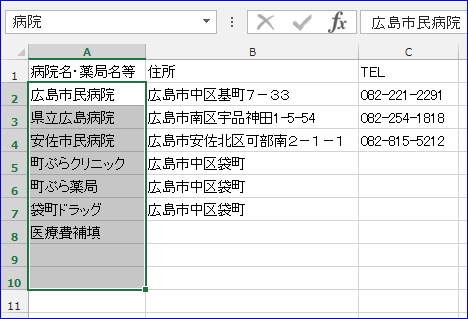 病院 fx 広島市民病院
A B C
1 病院名・薬局名等 住所 TEL
2 広島市民病院 広島市中区基町７－３３ 082-221-2291
3 県立広島病院 広島市南区宇品神田1-5-54 082-254-1818
4 安佐市民病院 広島市安佐北区可部南２－１－１ 082-815-5212
5 町ぶらクリニック 広島市中区袋町
6 町ぶら薬局 広島市中区袋町
7 袋町ドラッグ 広島市中区袋町
8 医療費補填
9
10
11